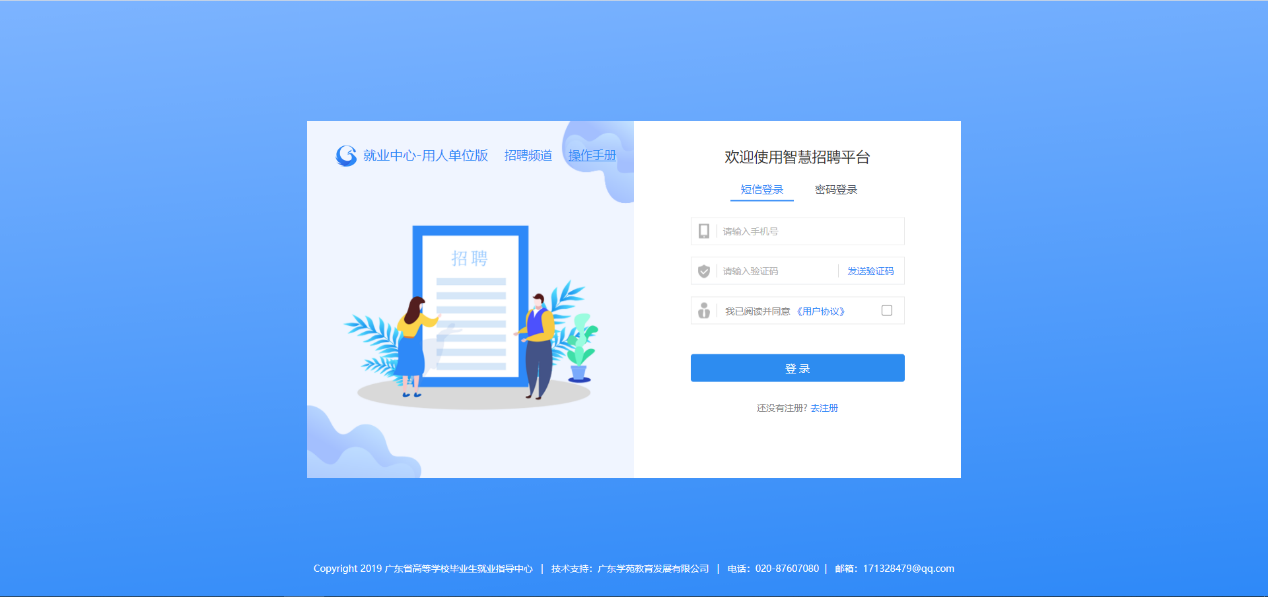 就业中心-用人单位版 招聘频道 操作手册
招聘
欢迎使用智慧招聘平台
短信登录 密码登录
请输入手机号
请输入验证码 发送验证码
我已阅读并同意《用户协议》
登 录
还没有注册? 去注册
Copyright 2019 广东省高等学校毕业生就业指导中心 | 技术支持：广东学苑教育发展有限公司 | 电话：020-87607080 | 邮箱：171328479@qq.com